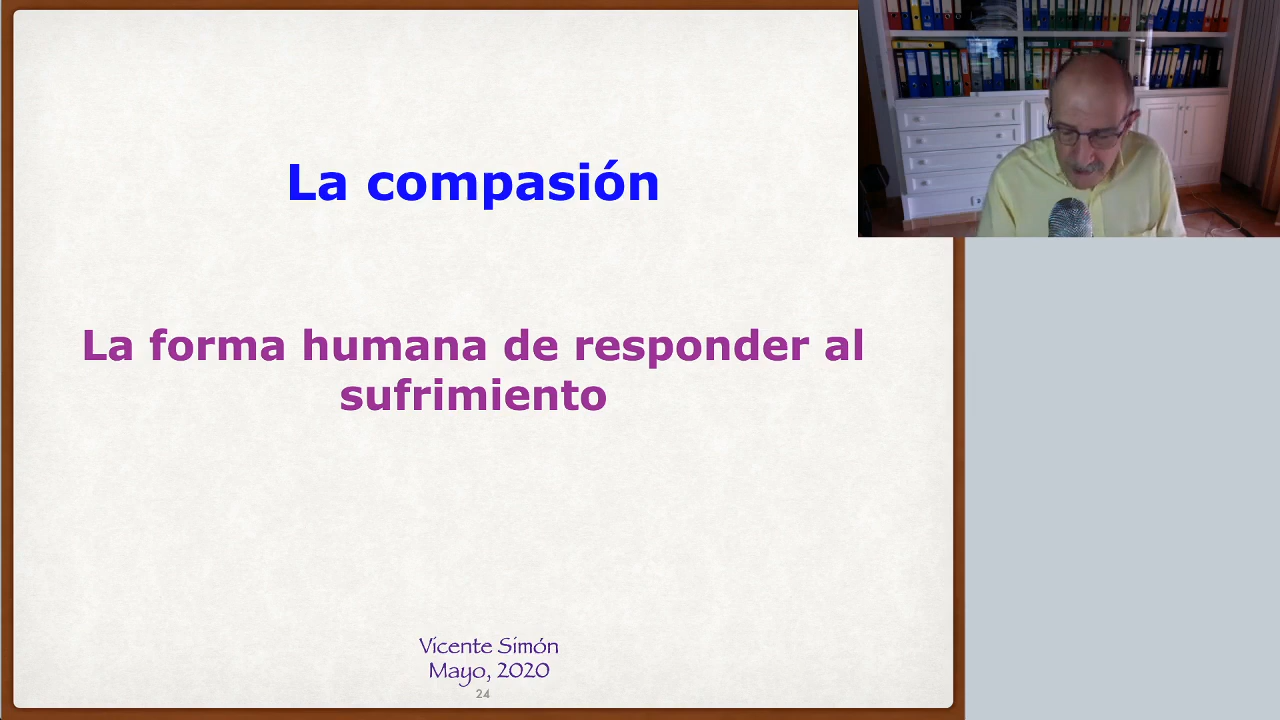 La compasión
La forma humana de responder al
sufrimiento
Vicente Simón
Mayo, 2020
24